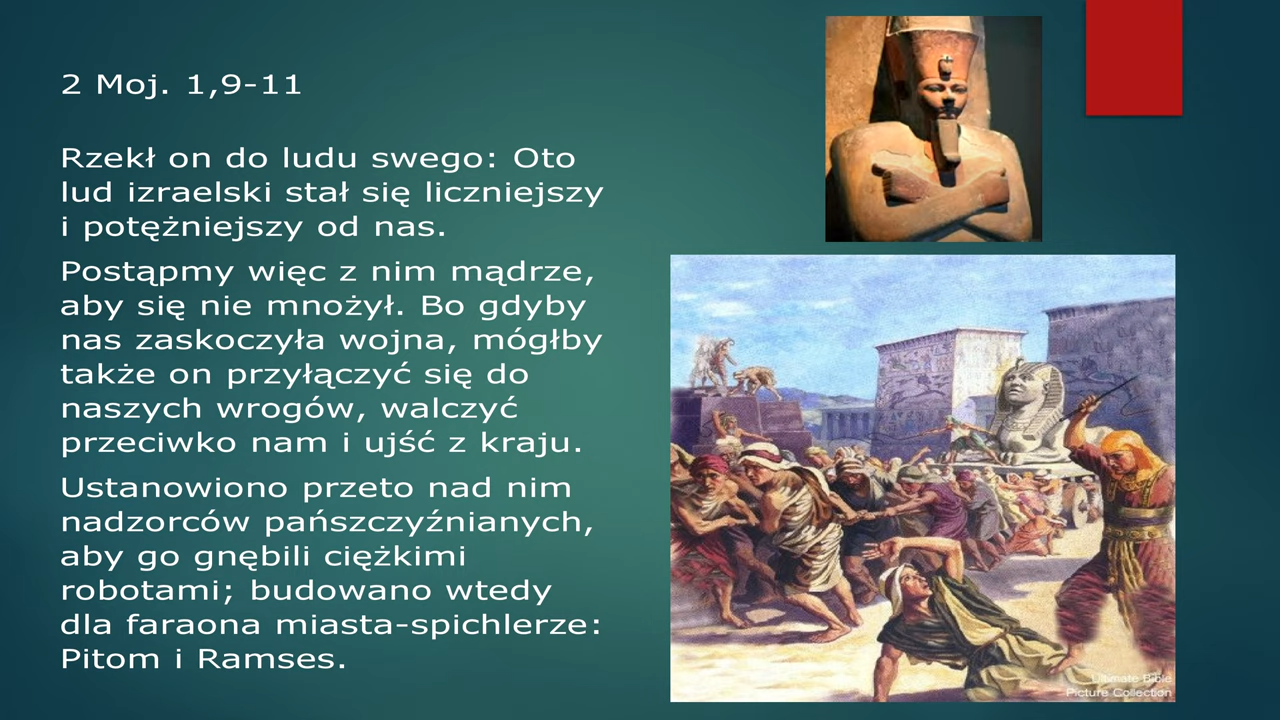 2 Moj. 1,9-11
Rzekł on do ludu swego: Oto
lud izraelski stał się liczniejszy
i potężniejszy od nas.
Postąpmy więc z nim mądrze,
aby się nie mnożył. Bo gdyby
nas zaskoczyła wojna, mógłby
także on przyłączyć się do
naszych wrogów, walczyć
przeciwko nam i ujść z kraju.
Ustanowiono przeto nad nim
nadzorców pańszczyźnianych,
aby go gnębili ciężkimi
robotami; budowano wtedy
dla faraona miasta-spichlerze:
Pitom i Ramses.
Ultimate Bible
Picture Collection